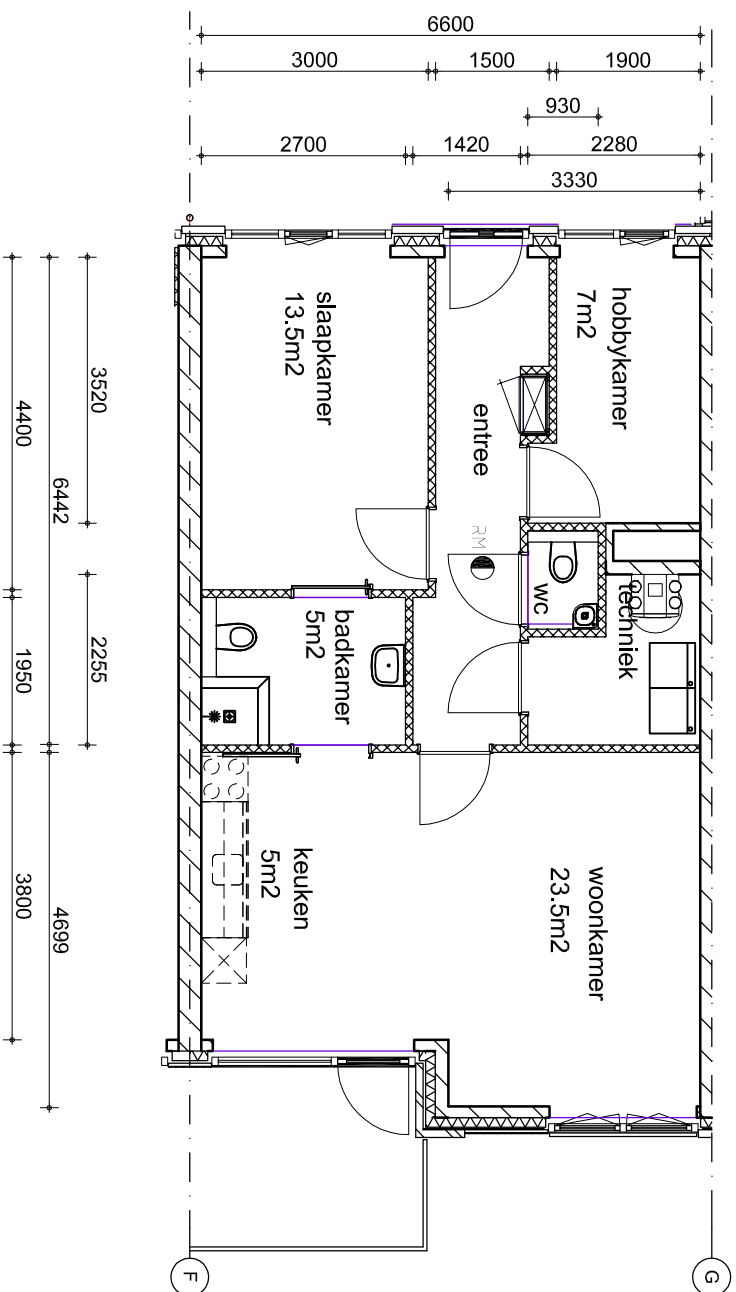 6600
3000
1500
1900
930
2700
1420
2280
3330
hobbykamer
7m2
slaapkamer
13.5m2
entree
RM
wc
techniek
badkamer
5m2
keuken
5m2
woonkamer
23.5m2
3520
4400
6442
2255
1950
3800
4699
F
G